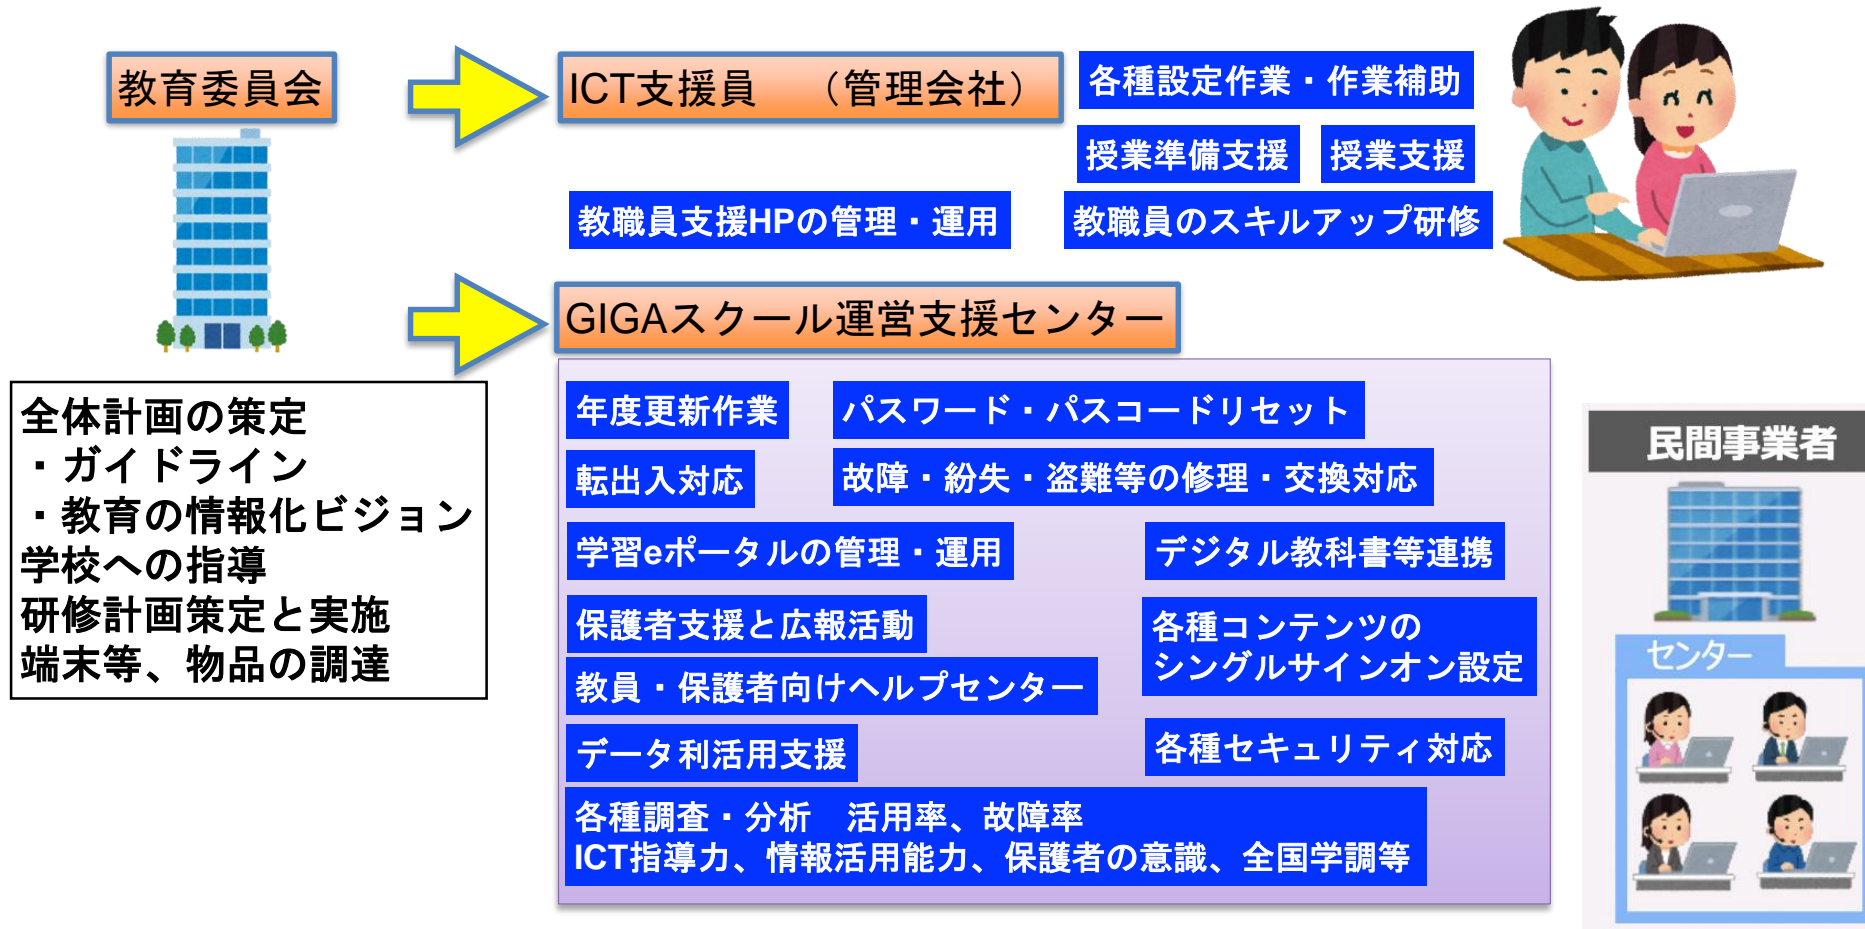 教育委員会
ICT支援員　（管理会社）
各種設定作業・作業補助
授業準備支援
授業支援
教職員支援HPの管理・運用
教職員のスキルアップ研修
GIGAスクール運営支援センター
全体計画の策定
・ガイドライン
・教育の情報化ビジョン
学校への指導
研修計画策定と実施
端末等、物品の調達
年度更新作業
パスワード・パスコードリセット
転出入対応
故障・紛失・盗難等の修理・交換対応
学習eポータルの管理・運用
デジタル教科書等連携
保護者支援と広報活動
各種コンテンツの
シングルサインオン設定
教員・保護者向けヘルプセンター
データ利活用支援
各種セキュリティ対応
各種調査・分析　活用率、故障率
ICT指導力、情報活用能力、保護者の意識、全国学調等
民間事業者
センター